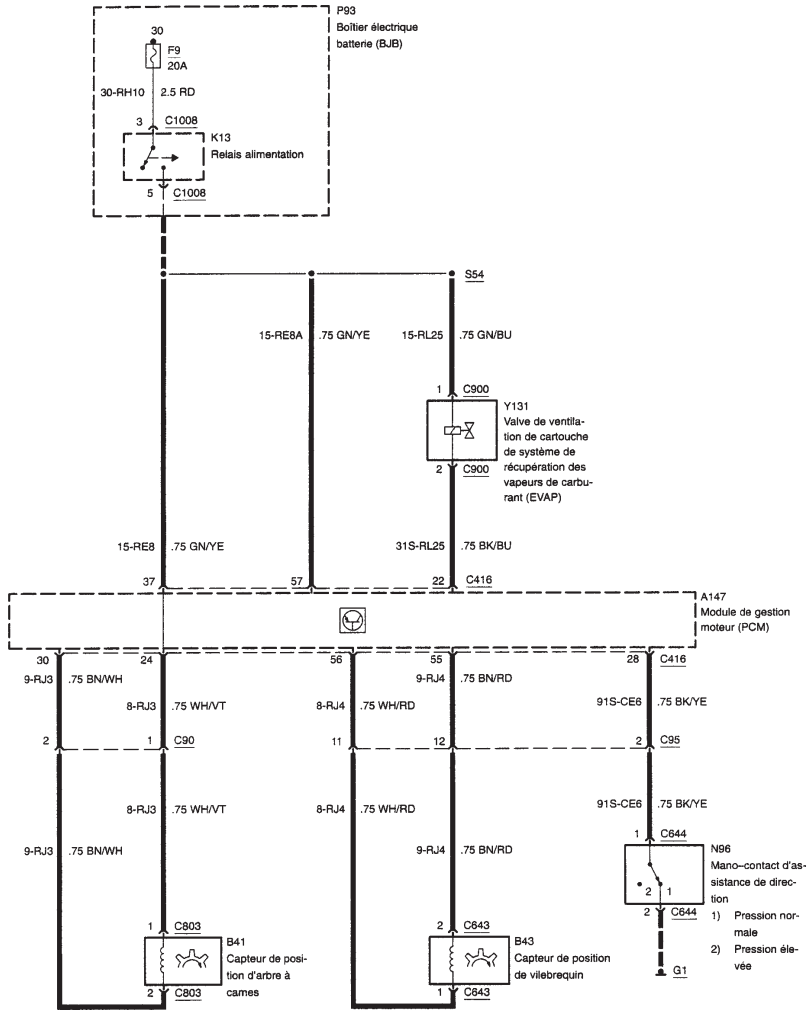 P93
Boîtier électrique
batterie (BJB)
30
F9
20A
30-RH10 2.5 RD
3 C1008
K13
Relais alimentation
5 C1008
S54
15-RE8A .75 GN/YE 15-RL25 .75 GN/BU
1 C900
Y131
Valve de ventila-
tion de cartouche
de système de
récupération des
vapeurs de carbu-
rant (EVAP)
2 C900
15-RE8 .75 GN/YE 31S-RL25 .75 BK/BU
37 57 22 C416
A147
Module de gestion
moteur (PCM)
30 24 56 55 28 C416
9-RJ3 .75 BN/WH 9-RJ4 .75 BN/RD
8-RJ3 .75 WH/VT 8-RJ4 .75 WH/RD 91S-CE6 .75 BK/YE
2 1 C90 11 12 2 C95
8-RJ3 .75 WH/VT 8-RJ4 .75 WH/RD 91S-CE6 .75 BK/YE
9-RJ3 .75 BN/WH 9-RJ4 .75 BN/RD
1 C644
N96
Mano–contact d'as-
sistance de direc-
tion
2 1
2 C644
1) Pression nor-
male
2) Pression éle-
vée
G1
1 C803
B41
Capteur de posi-
tion d'arbre à
cames
2 C803
2 C643
B43
Capteur de position
de vilebrequin
1 C643